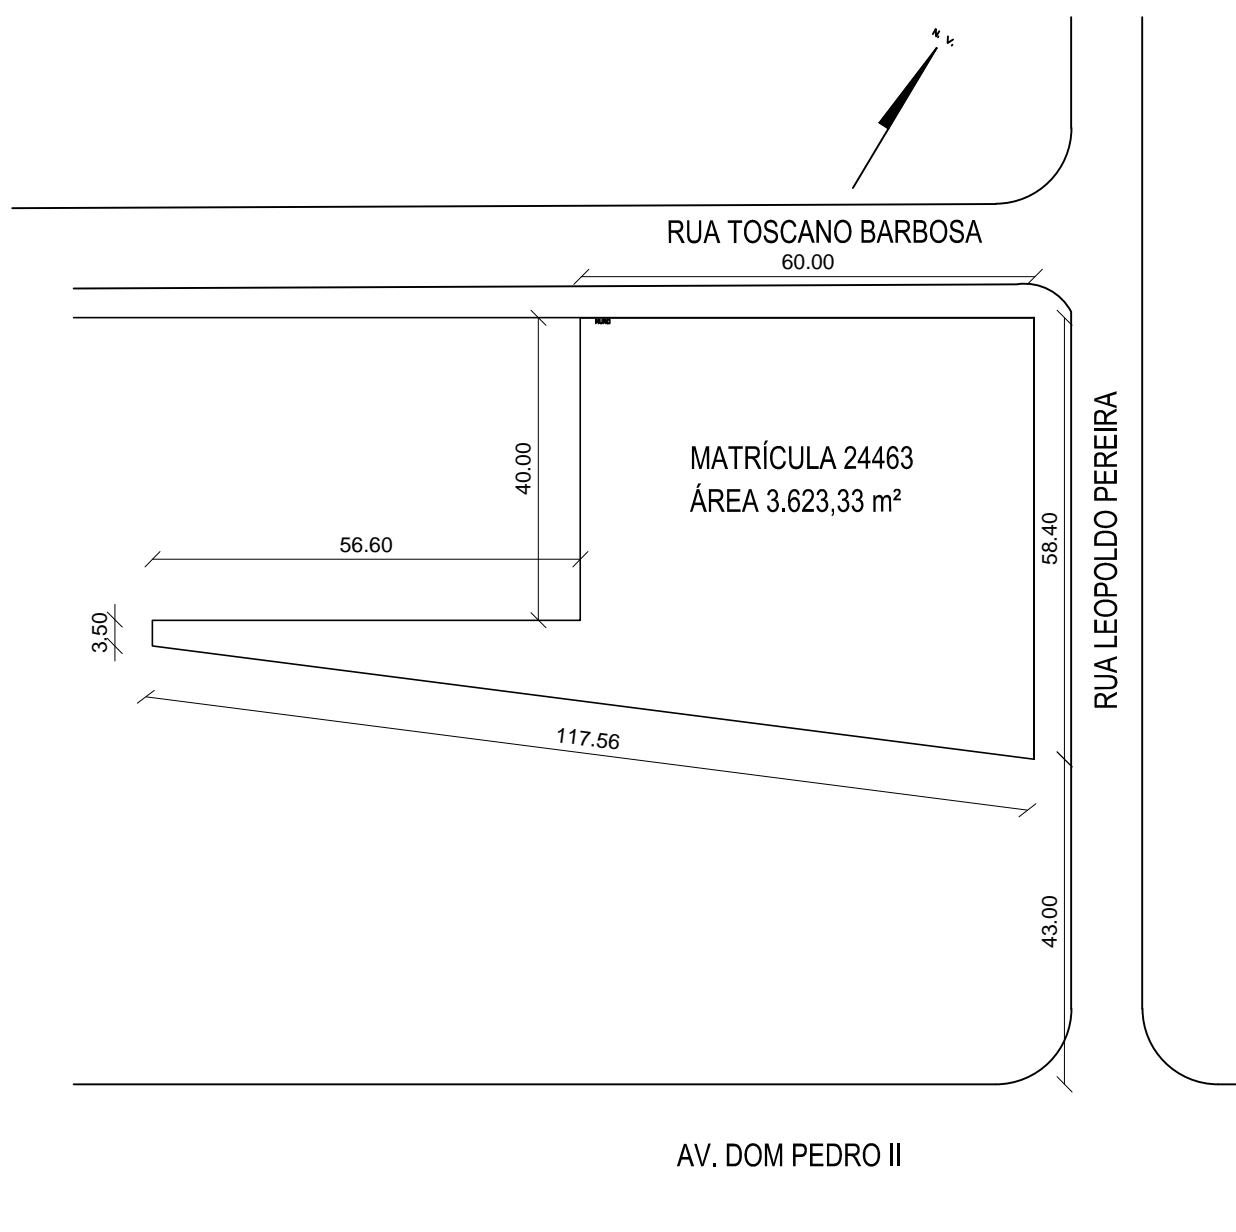 N. V.
RUA TOSCANO BARBOSA
60.00
MURO
40.00
MATRÍCULA 24463
ÁREA 3.623,33 m²
RUA LEOPOLDO PEREIRA
58.40
56.60
3,50
117.56
43.00
AV. DOM PEDRO II